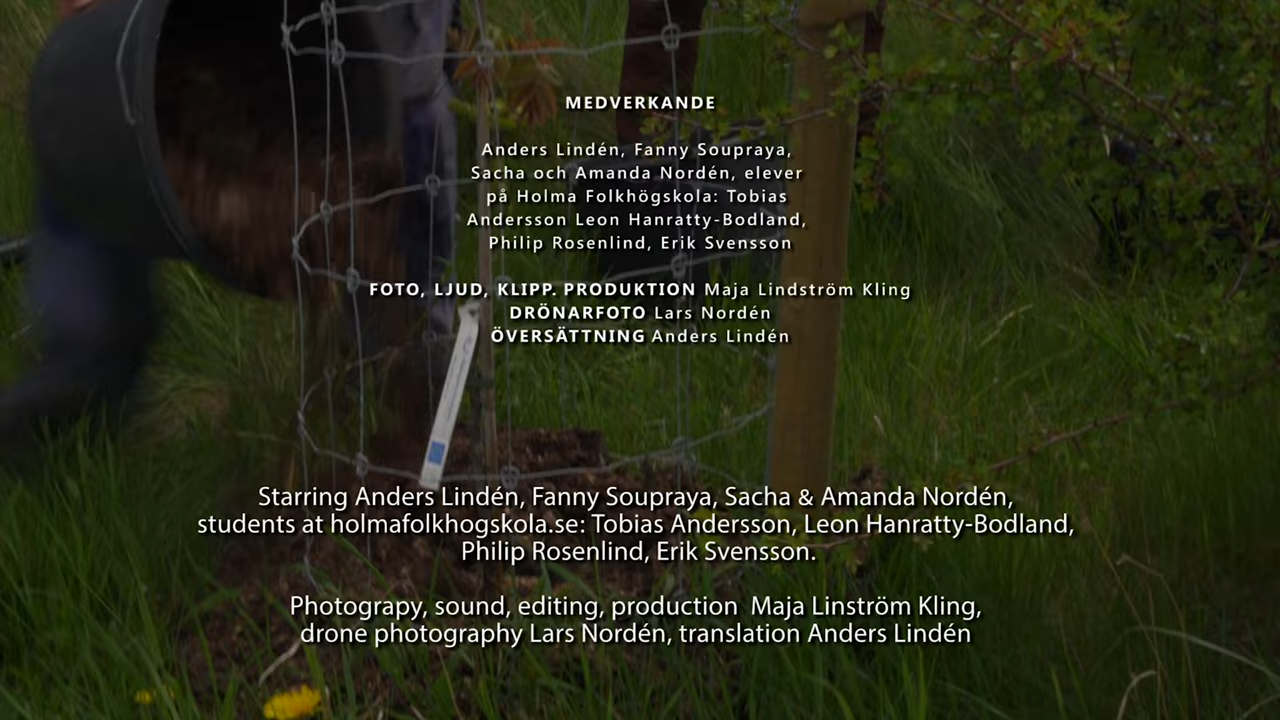 MEDVERKANDE
Anders Lindén, Fanny Soupraya,
Sacha och Amanda Nordén, elever
på Holma Folkhögskola: Tobias
Andersson Leon Hanratty-Bodland,
Philip Rosenlind, Erik Svensson
FOTO, LJUD, KLIPP. PRODUKTION Maja Lindström Kling
DRÖNARFOTO Lars Nordén
ÖVERSÄTTNING Anders Lindén
Starring Anders Lindén, Fanny Soupraya, Sacha & Amanda Nordén,
students at holmafolkhogskola.se: Tobias Andersson, Leon Hanratty-Bodland,
Philip Rosenlind, Erik Svensson.
Photograpy, sound, editing, production  Maja Linström Kling,
drone photography Lars Nordén, translation Anders Lindén